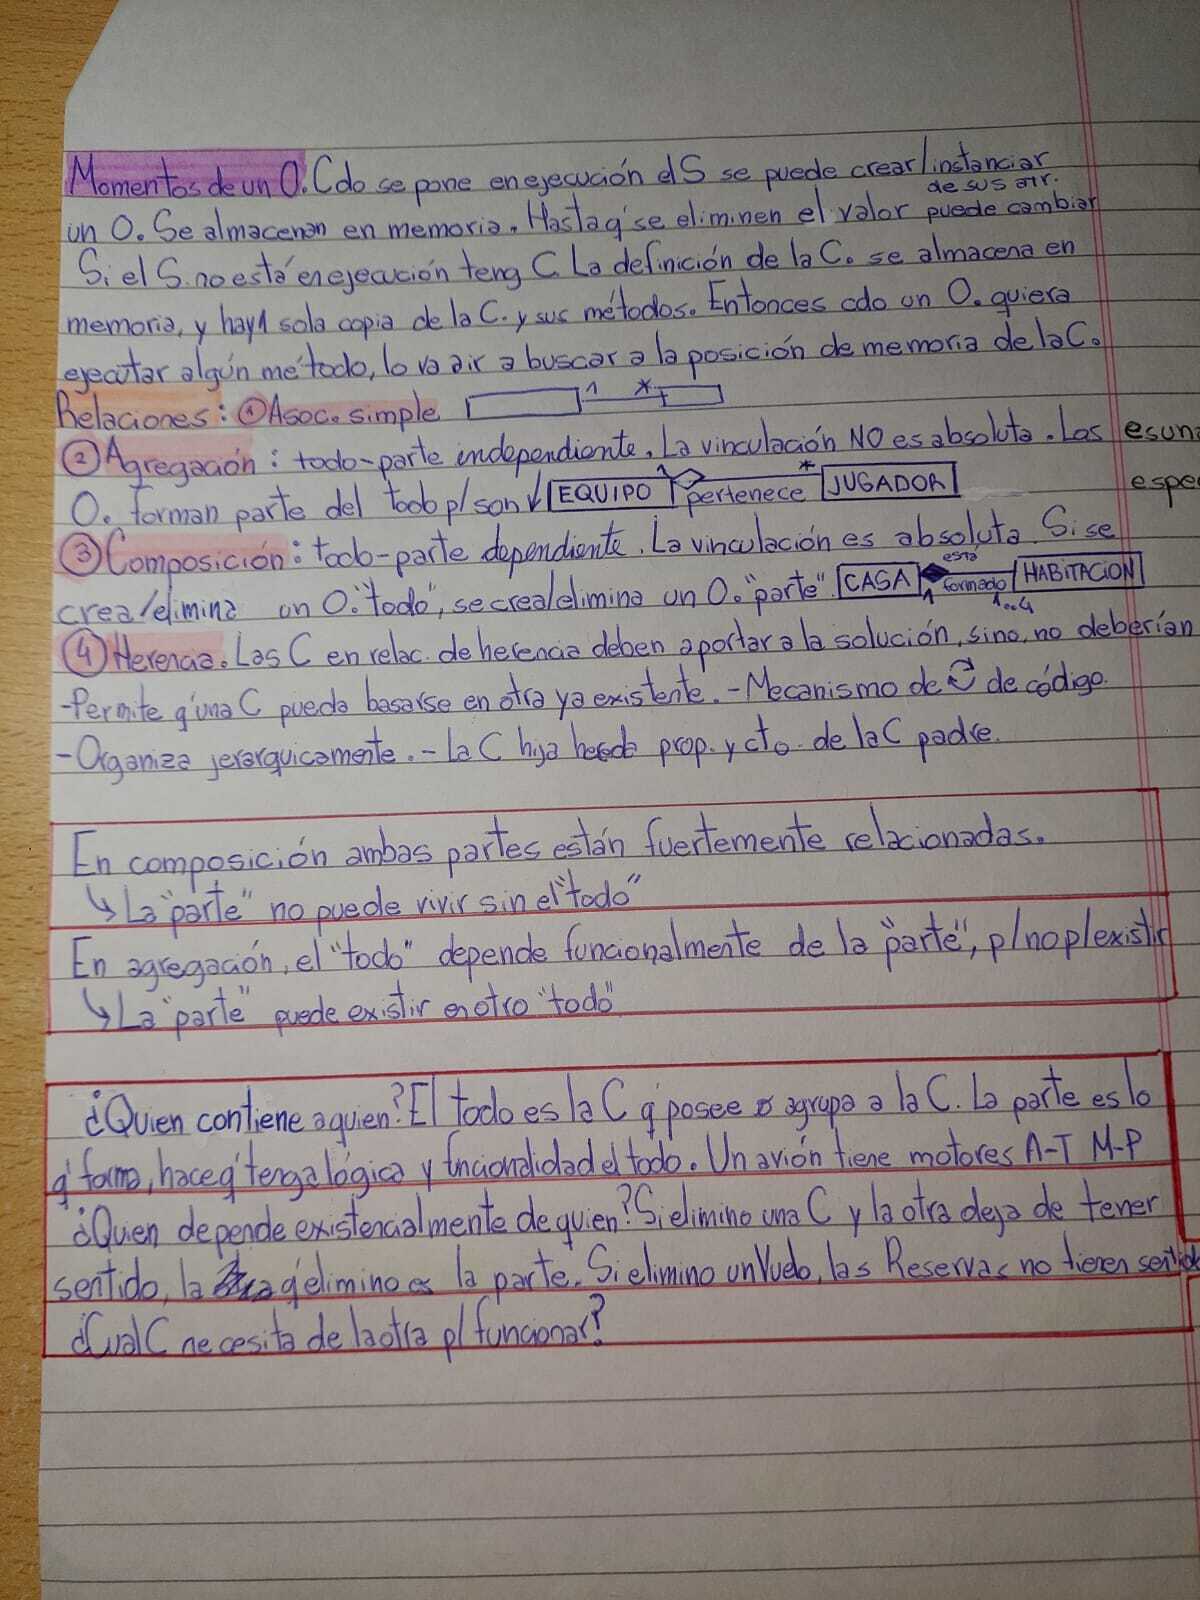 Momentos de un O. Cdo se pone en ejecución el S se puede crear/instanciar
de sus atr.
un O. Se almacenan en memoria. Hasta q' se eliminen el valor puede cambiar
Si el S. no está en ejecución teng C. La definición de la C. se almacena en
memoria, y hay 1 sola copia de la C. y sus métodos. Entonces cdo un O. quiera
ejecutar algún método, lo va a ir a buscar a la posición de memoria de la C.
Relaciones: ① Asoc. simple 1 *
② Agregación: todo-parte independiente. La vinculación NO es absoluta. Los es una
O. forman parte del todo p/ son ↓ EQUIPO 1 pertenece * JUGADOR espe
③ Composición: todo-parte dependiente. La vinculación es absoluta. Si se
crea/elimina un O. "todo", se crea/elimina un O. "parte". CASA 1 está formado 1..4 HABITACION
④ Herencia. Las C en relac. de herencia deben aportar a la solución, sino, no deberían
- Permite q' una C pueda basarse en otra ya existente. - Mecanismo de de código.
- Organiza jerárquicamente. - La C hija hereda prop. y cto. de la C padre.
En composición ambas partes están fuertemente relacionadas.
↳ La "parte" no puede vivir sin el "todo"
En agregación, el "todo" depende funcionalmente de la "parte", p/ no p/ existir
↳ La "parte" puede existir en otro "todo"
¿Quien contiene a quien? El todo es la C q' posee o agrupa a la C. La parte es lo
q' forma, hace q' tenga lógica y funcionalidad el todo. Un avión tiene motores A-T M-P
¿Quien depende existencialmente de quien? Si elimino una C y la otra deja de tener
sentido, la q' elimino es la parte. Si elimino un Vuelo, las Reservas no tienen sentido
¿Cual C necesita de la otra p/ funcionar?